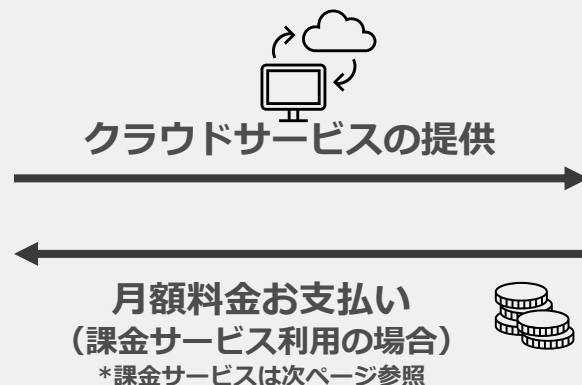 クラウドサービスの提供
月額料金お支払い
（課金サービス利用の場合）
*課金サービスは次ページ参照